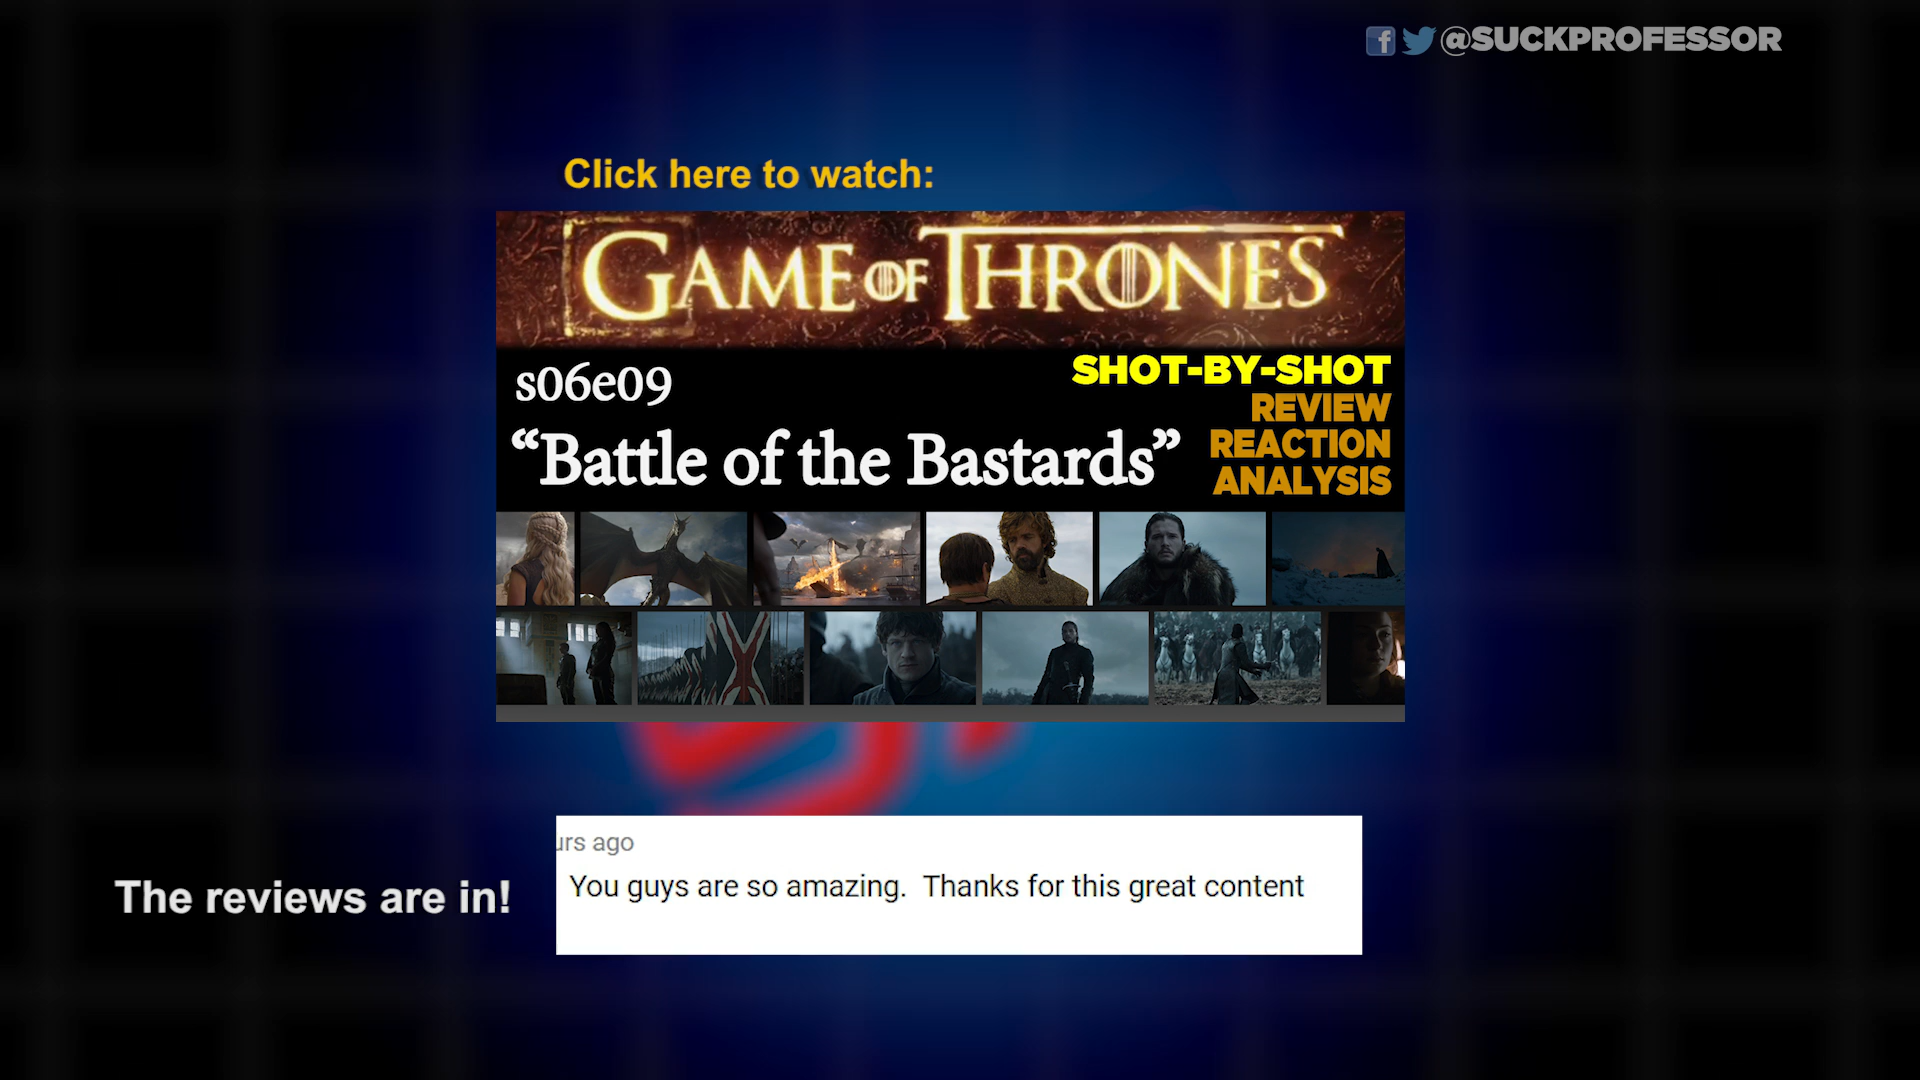 @SUCKPROFESSOR
Click here to watch:
GAME OF THRONES
s06e09
“Battle of the Bastards”
SHOT-BY-SHOT
REVIEW
REACTION
ANALYSIS
The reviews are in!
urs ago
You guys are so amazing.  Thanks for this great content